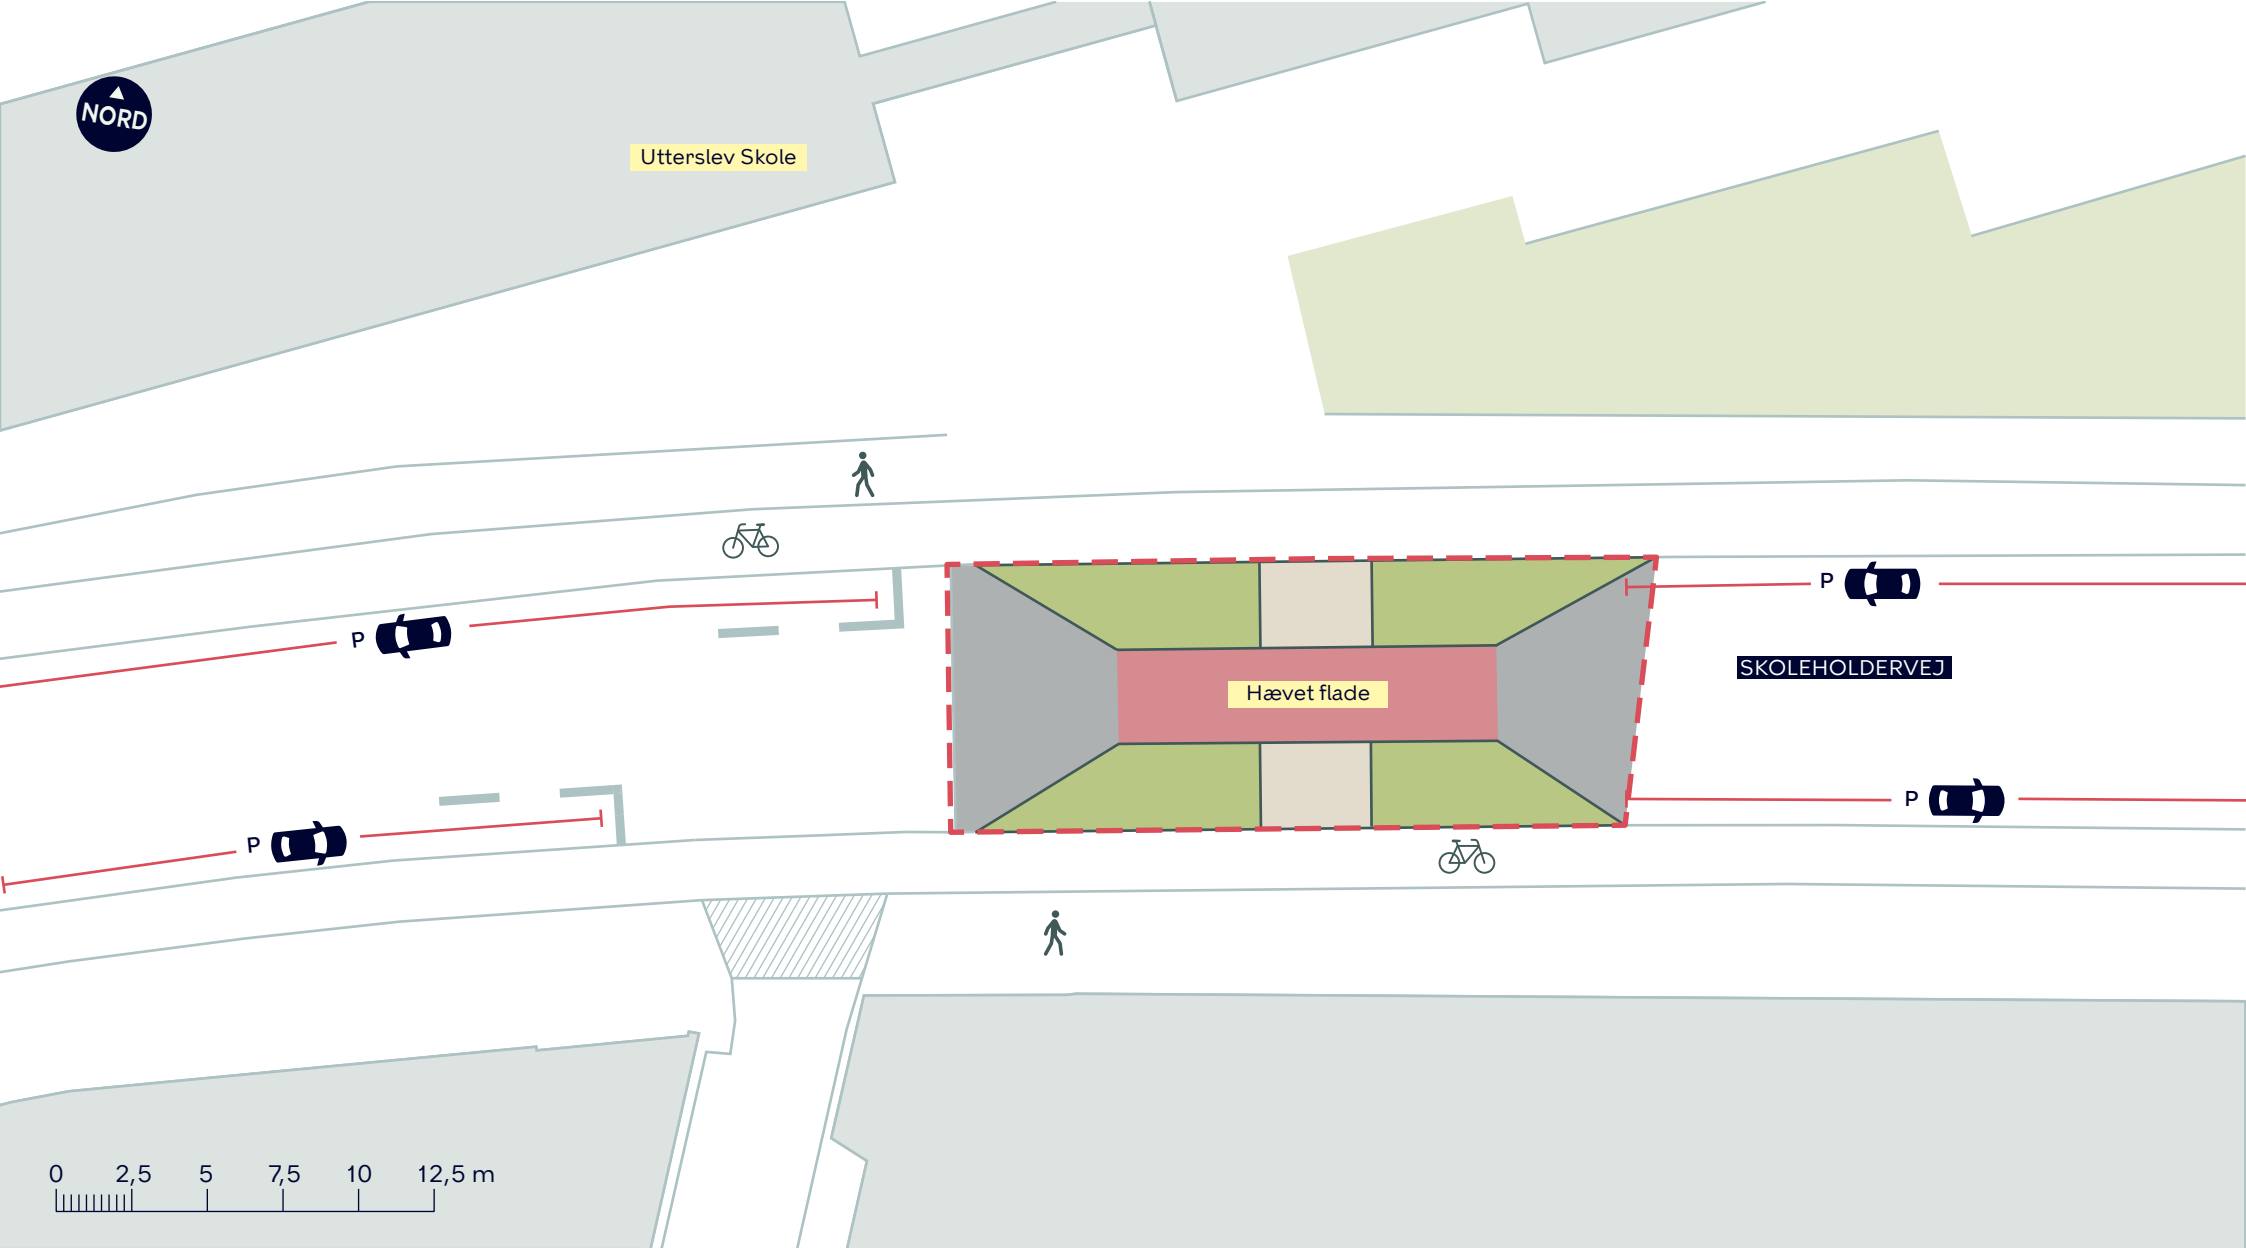 NORD
Utterslev Skole
P
P
SKOLEHOLDERVEJ
Hævet flade
P
P
0 2,5 5 7,5 10 12,5 m